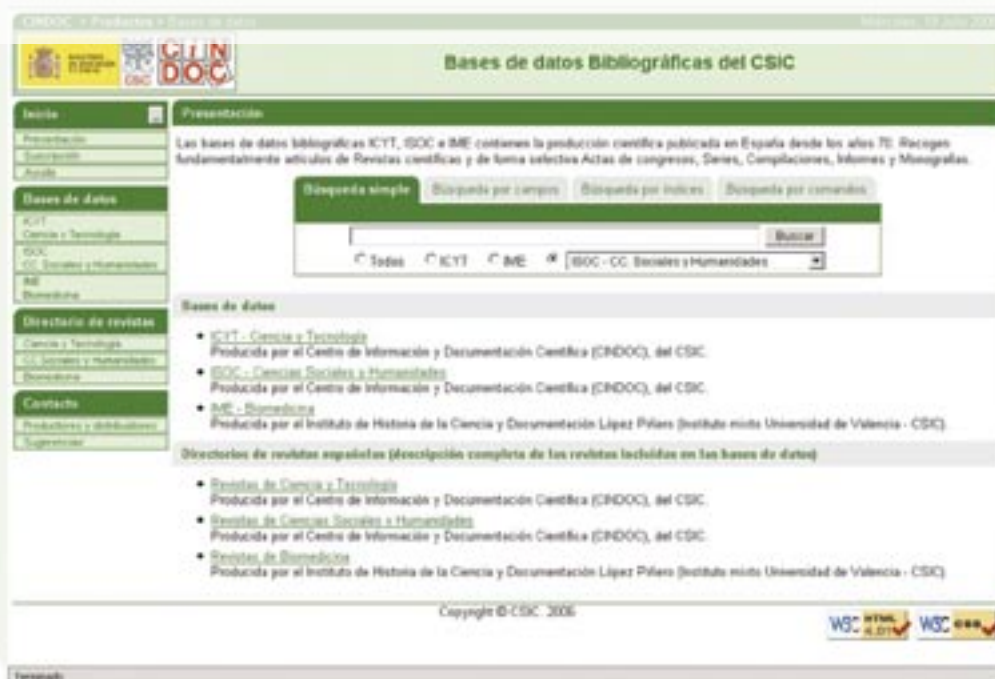 CINDOC > Productos > Bases de datos
Miércoles, 19 Julio
CSIC
CiN
DOC
Bases de datos Bibliográficas del CSIC
Inicio
Presentación
Suscripción
Ayuda
Bases de datos
ICYT
Ciencia y Tecnología
ISOC
CC. Sociales y Humanidades
IME
Biomedicina
Directorio de revistas
Ciencia y Tecnología
CC. Sociales y Humanidades
Biomedicina
Contacto
Productores y distribuidores
Sugerencias
Presentación
Las bases de datos bibliográficas ICYT, ISOC e IME contienen la producción científica publicada en España desde los años 70. Recogen
fundamentalmente artículos de Revistas científicas y de forma selectiva Actas de congresos, Series, Compilaciones, Informes y Monografías.
Búsqueda simple Búsqueda por campos Búsqueda por índices Búsqueda por comandos
Buscar
Todas ICYT IME ISOC - CC. Sociales y Humanidades
Bases de datos
ICYT - Ciencia y Tecnología
Producida por el Centro de Información y Documentación Científica (CINDOC), del CSIC.
ISOC - Ciencias Sociales y Humanidades
Producida por el Centro de Información y Documentación Científica (CINDOC), del CSIC.
IME - Biomedicina
Producida por el Instituto de Historia de la Ciencia y Documentación López Piñero (Instituto mixto Universidad de Valencia - CSIC).
Directorios de revistas españolas (descripción completa de las revistas incluidas en las bases de datos)
Revistas de Ciencia y Tecnología
Producida por el Centro de Información y Documentación Científica (CINDOC), del CSIC.
Revistas de Ciencias Sociales y Humanidades
Producida por el Centro de Información y Documentación Científica (CINDOC), del CSIC.
Revistas de Biomedicina
Producida por el Instituto de Historia de la Ciencia y Documentación López Piñero (Instituto mixto Universidad de Valencia - CSIC).
Copyright © CSIC. 2006
W3C HTML 4.01 W3C css
Terminado